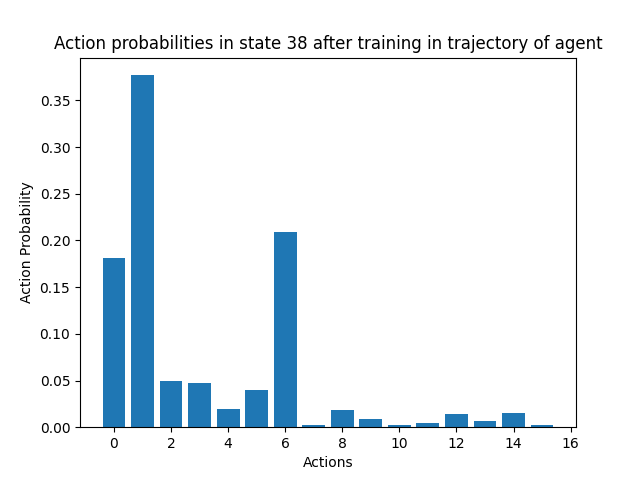 Action probabilities in state 38 after training in trajectory of agent
0.35
0.30
0.25
0.20
0.15
0.10
0.05
0.00
Action Probability
0 2 4 6 8 10 12 14 16
Actions